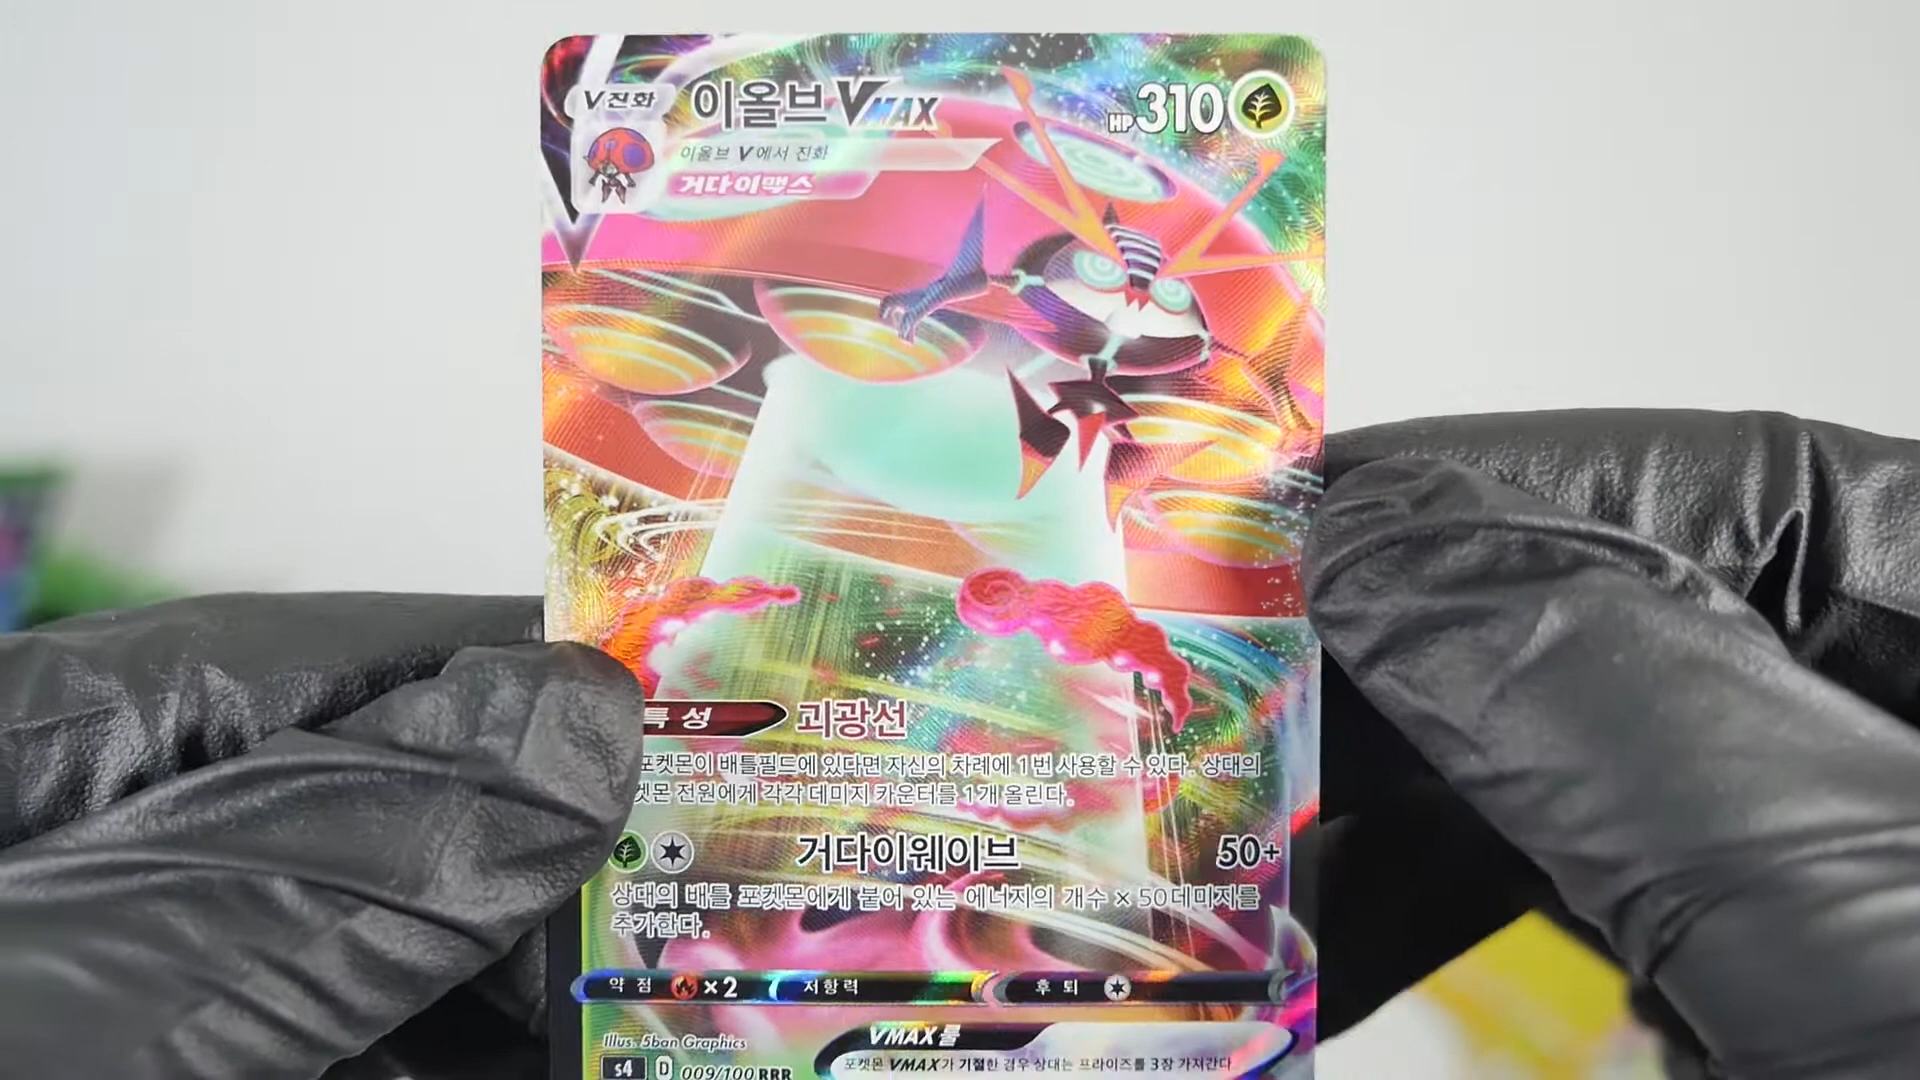 V진화
이올브 VMAX
HP 310
이올브 V에서 진화
거다이맥스
특성 괴광선
포켓몬이 배틀필드에 있다면 자신의 차례에 1번 사용할 수 있다. 상대의
켓몬 전원에게 각각 데미지 카운터를 1개 올린다.
거다이웨이브 50+
상대의 배틀 포켓몬에게 붙어 있는 에너지의 개수 × 50데미지를
추가한다.
약점 ×2 저항력 후퇴
Illus. 5ban Graphics
VMAX룰
s4 D 009/100 RRR
포켓몬 VMAX가 기절한 경우 상대는 프라이즈를 3장 가져간다.